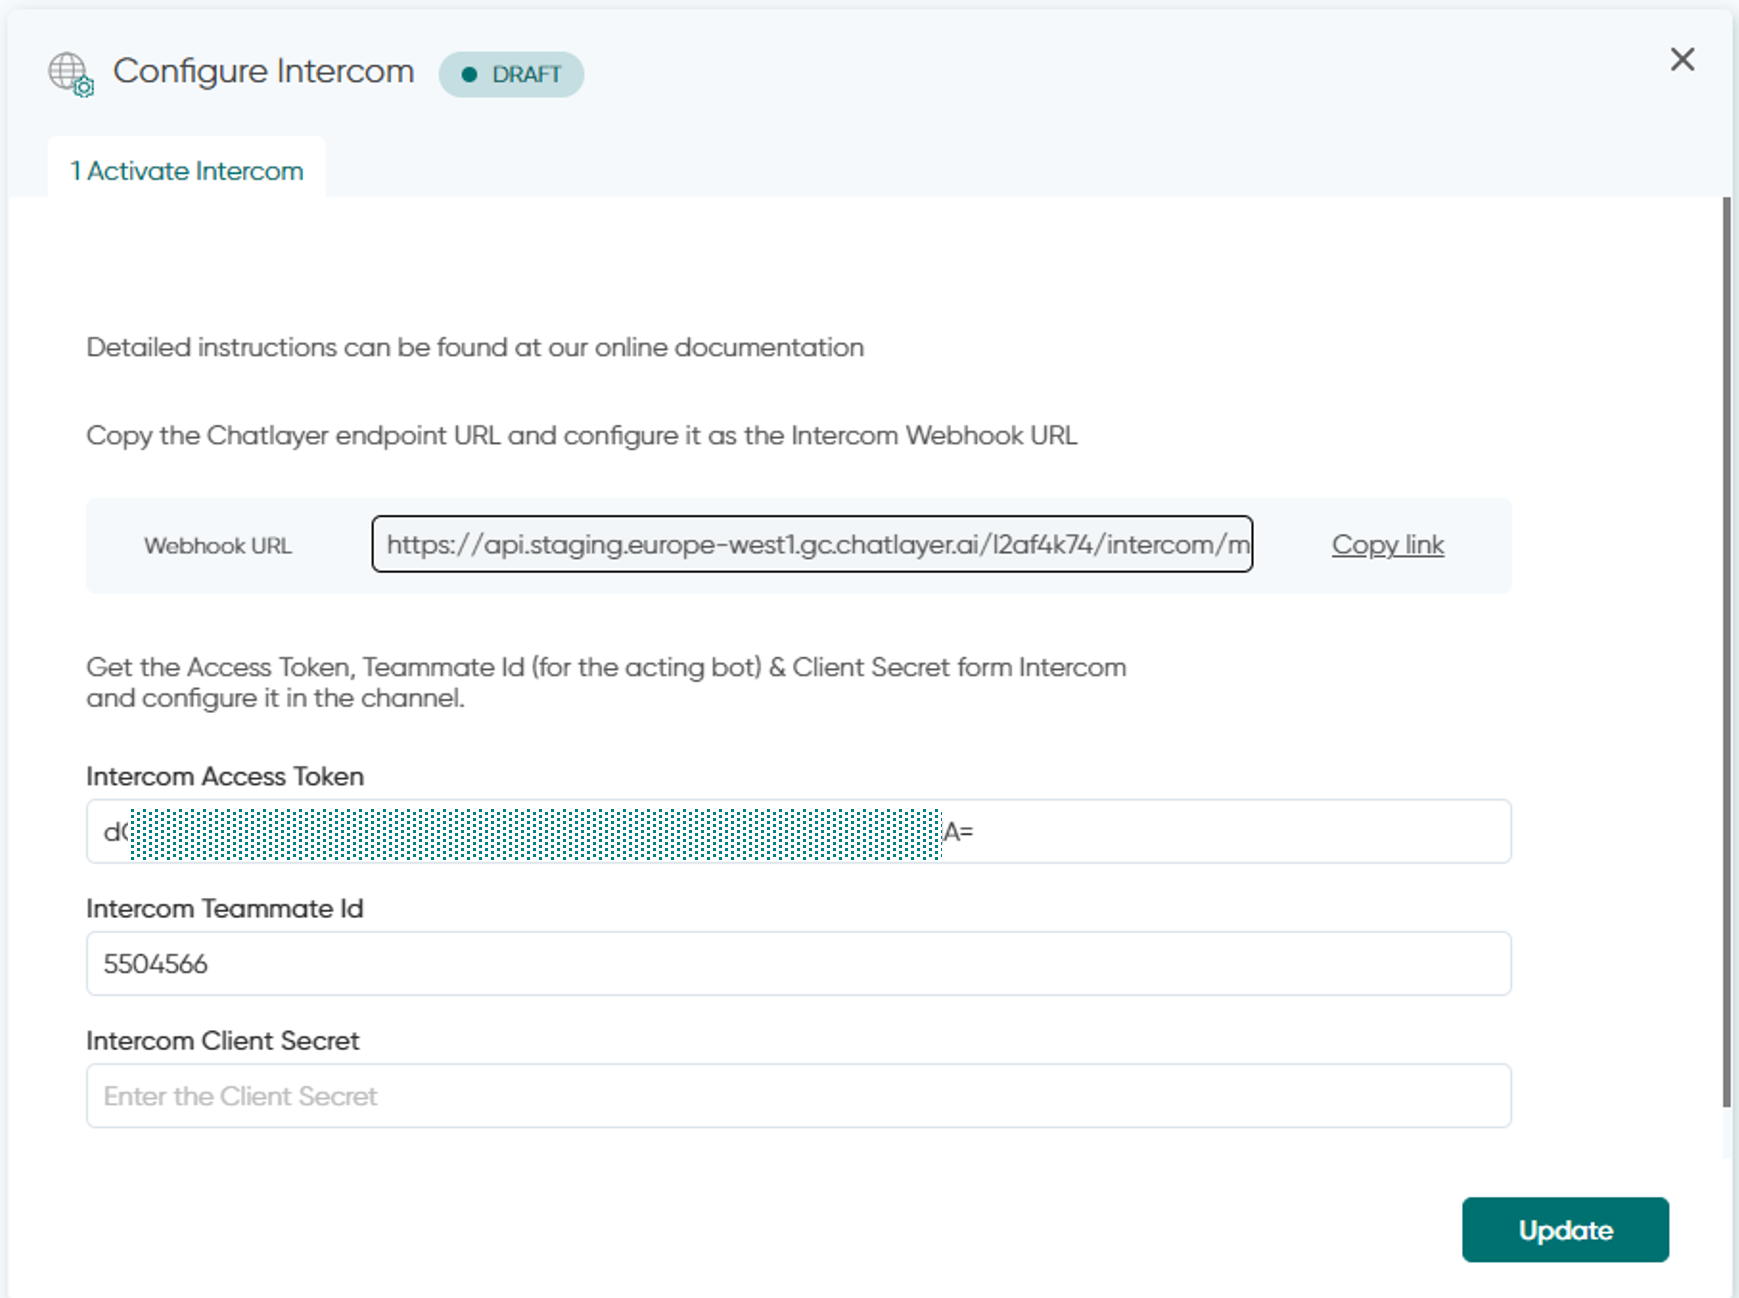 Configure Intercom
DRAFT
1 Activate Intercom
Detailed instructions can be found at our online documentation
Copy the Chatlayer endpoint URL and configure it as the Intercom Webhook URL
Webhook URL https://api.staging.europe-west1.gc.chatlayer.ai/l2af4k74/intercom/m Copy link
Get the Access Token, Teammate Id (for the acting bot) & Client Secret form Intercom
and configure it in the channel.
Intercom Access Token
A=
Intercom Teammate Id
5504566
Intercom Client Secret
Enter the Client Secret
Update